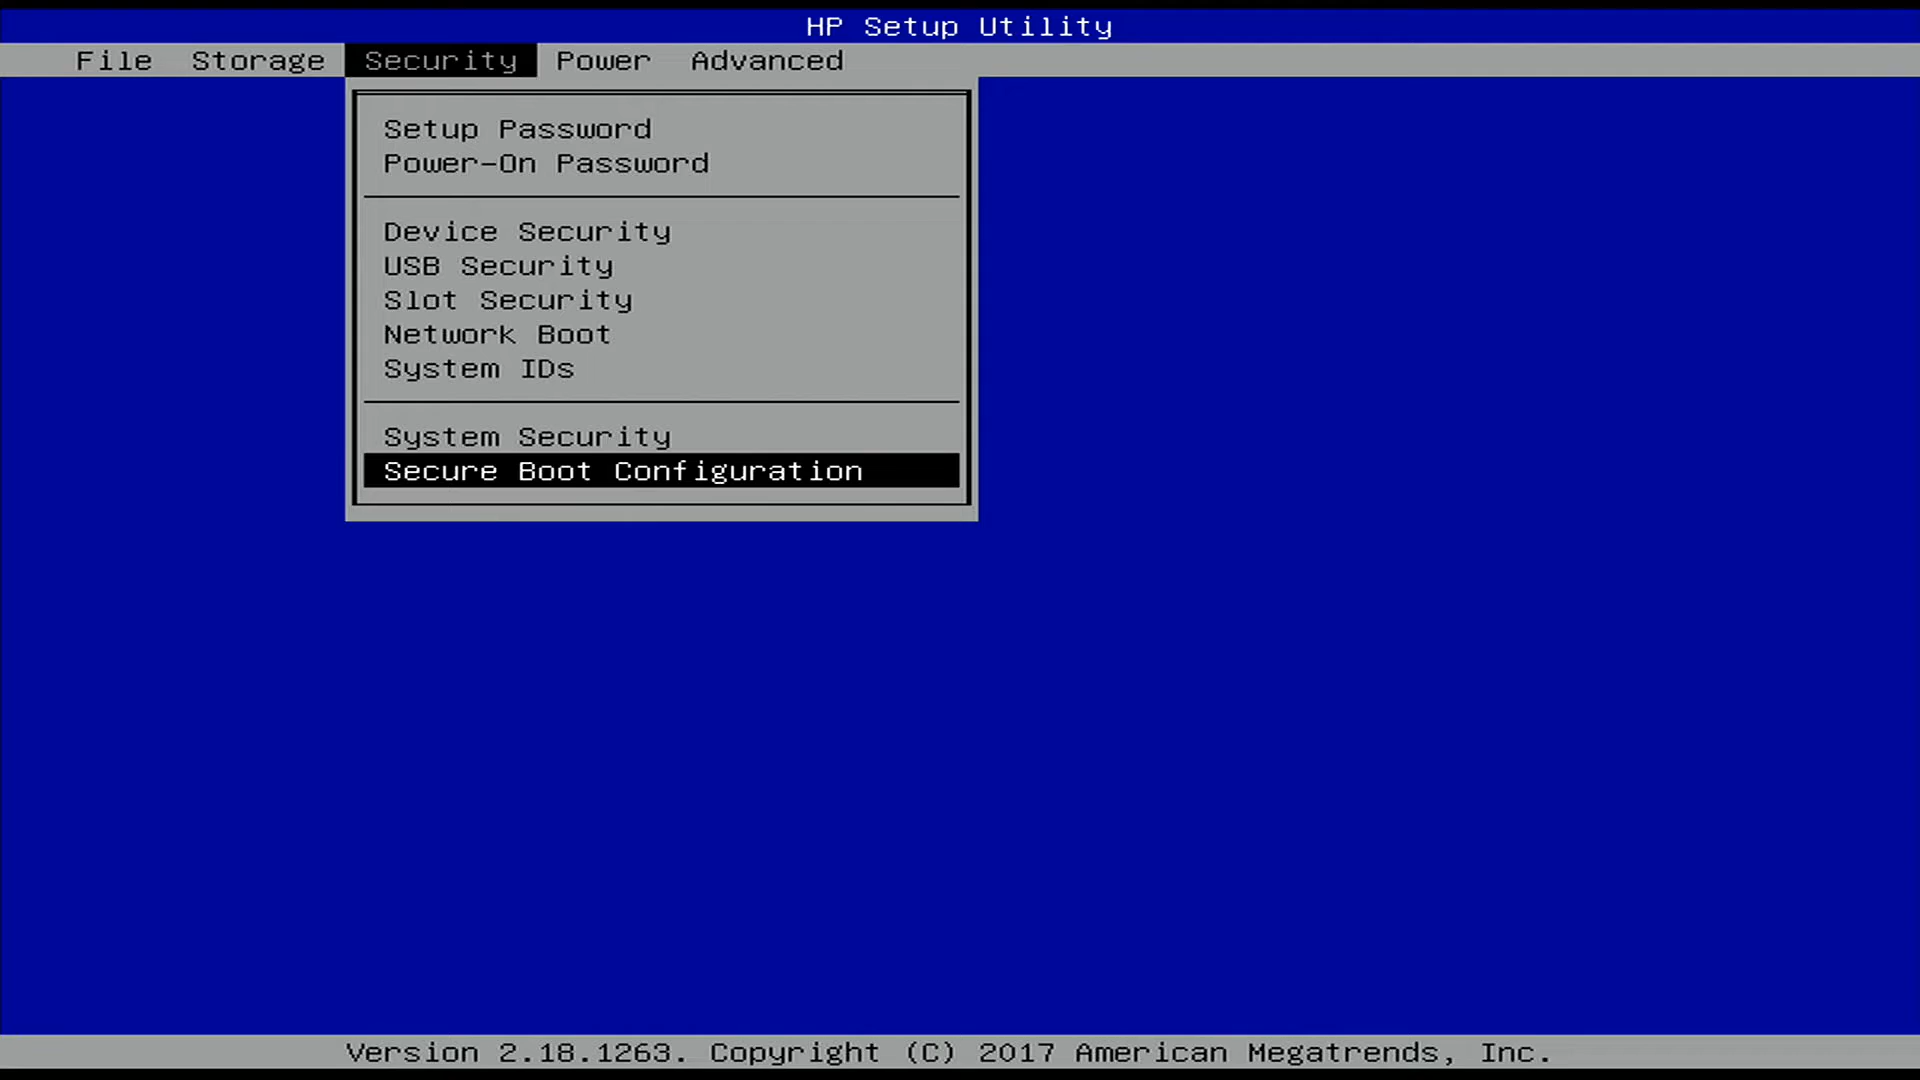 HP Setup Utility
File Storage Security Power Advanced
Setup Password
Power-On Password
Device Security
USB Security
Slot Security
Network Boot
System IDs
System Security
Secure Boot Configuration
Version 2.18.1263. Copyright (C) 2017 American Megatrends, Inc.